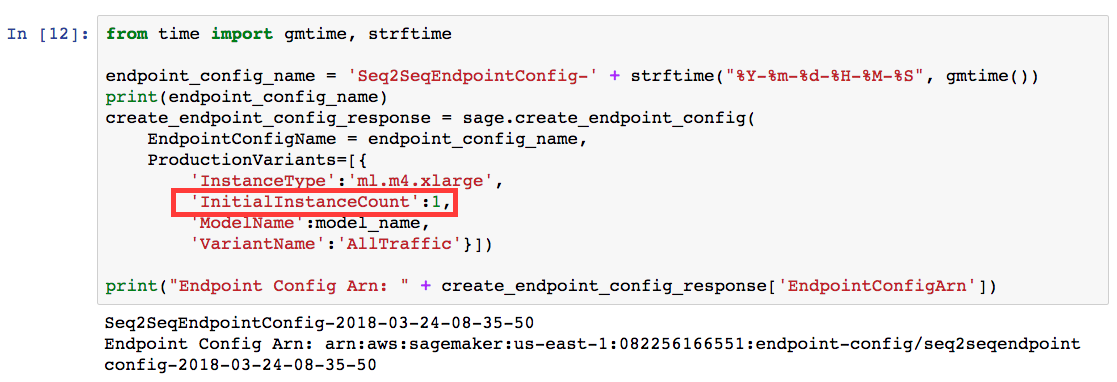 In [12]: from time import gmtime, strftime
endpoint_config_name = 'Seq2SeqEndpointConfig-' + strftime("%Y-%m-%d-%H-%M-%S", gmtime())
print(endpoint_config_name)
create_endpoint_config_response = sage.create_endpoint_config(
    EndpointConfigName = endpoint_config_name,
    ProductionVariants=[{
        'InstanceType':'ml.m4.xlarge',
        'InitialInstanceCount':1,
        'ModelName':model_name,
        'VariantName':'AllTraffic'}])
print("Endpoint Config Arn: " + create_endpoint_config_response['EndpointConfigArn'])
Seq2SeqEndpointConfig-2018-03-24-08-35-50
Endpoint Config Arn: arn:aws:sagemaker:us-east-1:082256166551:endpoint-config/seq2seqendpoint
config-2018-03-24-08-35-50